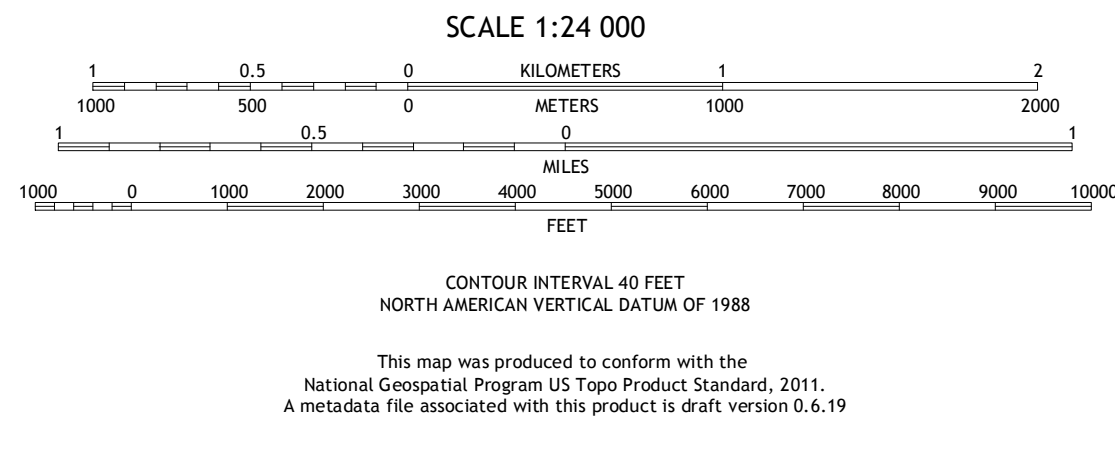 SCALE 1:24 000
1 0.5 0 KILOMETERS 1 2
1000 500 0 METERS 1000 2000
1 0.5 0 1
MILES
1000 0 1000 2000 3000 4000 5000 6000 7000 8000 9000 10000
FEET
CONTOUR INTERVAL 40 FEET
NORTH AMERICAN VERTICAL DATUM OF 1988
This map was produced to conform with the
National Geospatial Program US Topo Product Standard, 2011.
A metadata file associated with this product is draft version 0.6.19